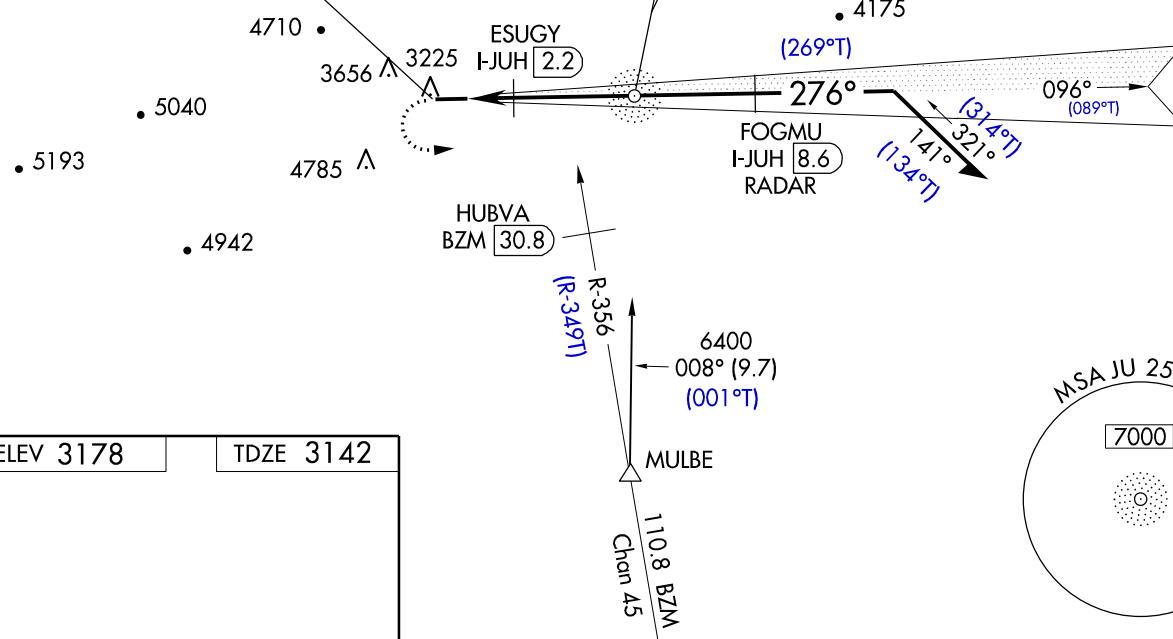 4175
4710
ESUGY
I-JUH 2.2
(269°T)
3656
3225
276°
096°
(089°T)
5040
FOGMU
I-JUH 8.6
RADAR
(314°T)
321°
141°
(134°T)
5193
4785
HUBVA
BZM 30.8
4942
R-356
(R-349T)
6400
008° (9.7)
(001°T)
MSA JU 25
7000
ELEV 3178
TDZE 3142
MULBE
110.8 BZM
Chan 45